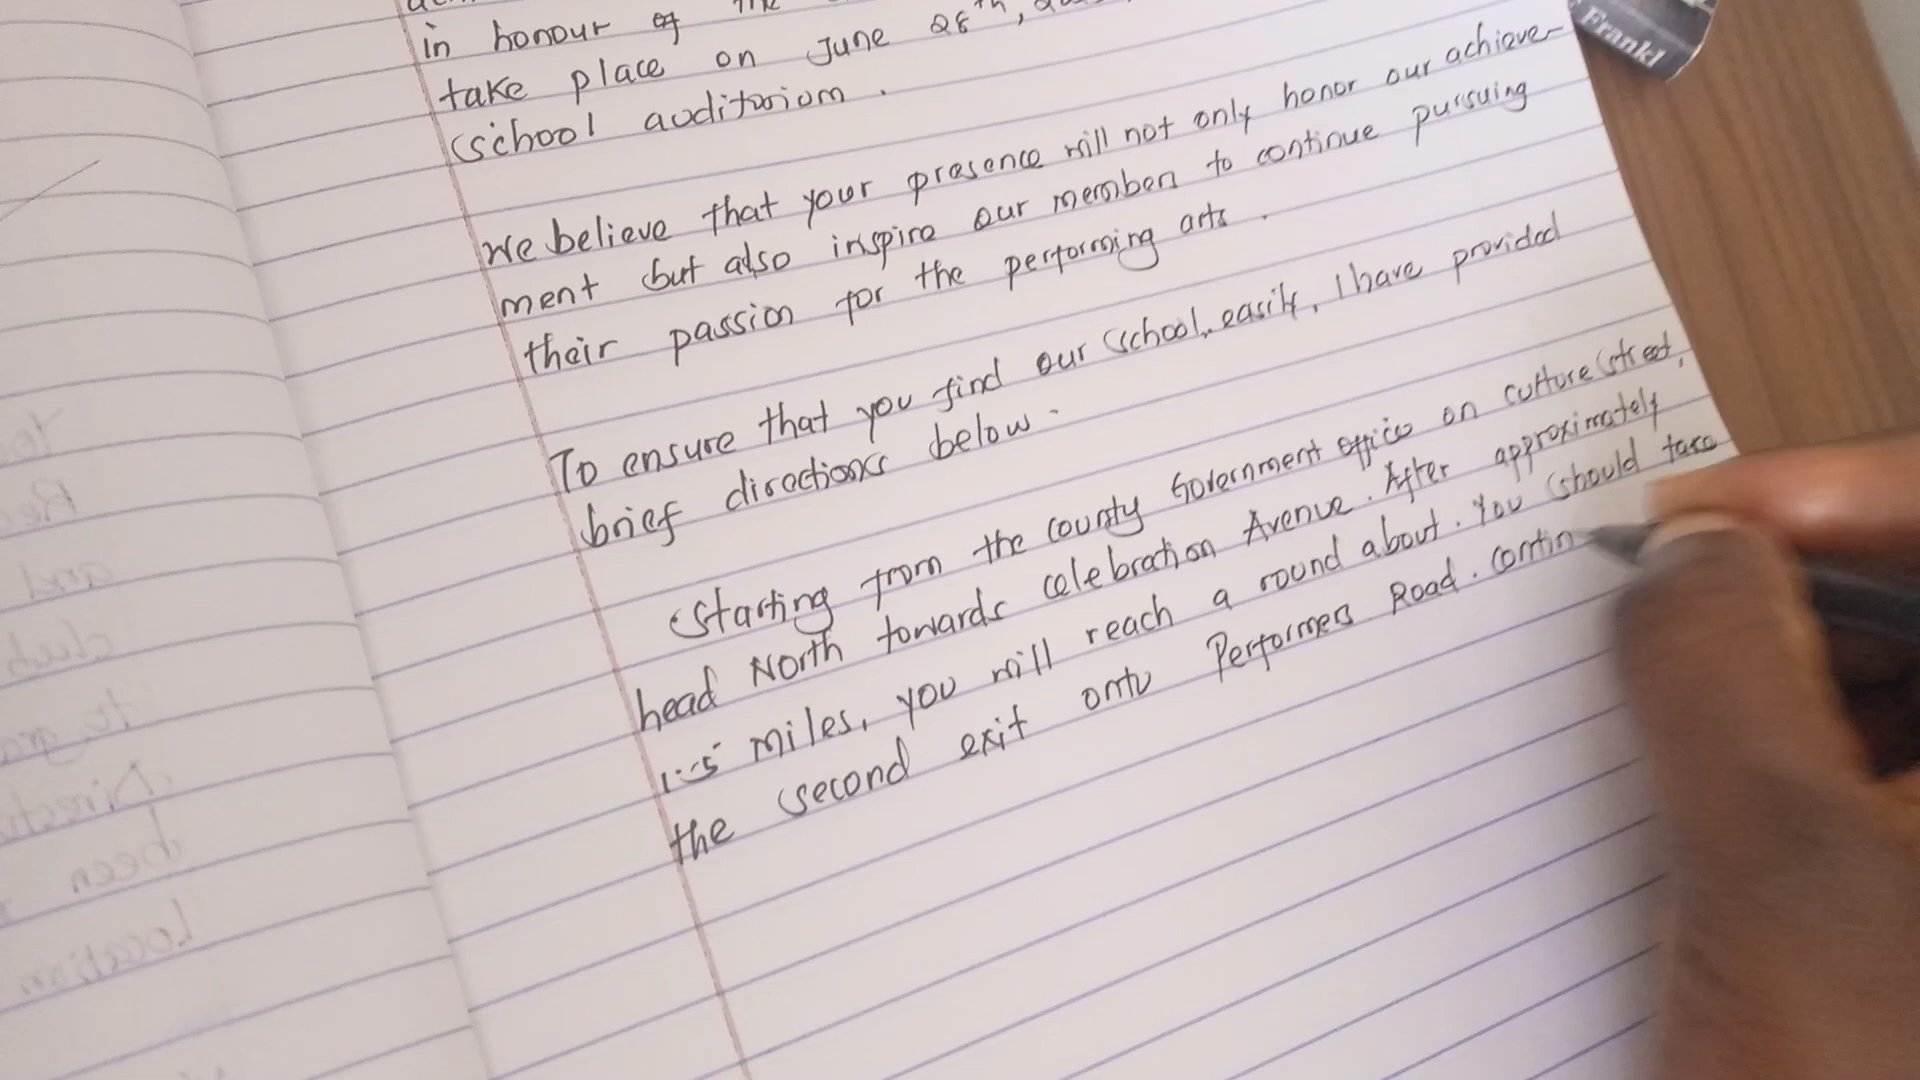 in honour of the
take place on June 28th,
school auditorium.
We believe that your presence will not only honor our achieve-
ment but also inspire our members to continue pursuing
their passion for the performing arts.
To ensure that you find our school, easily, I have provided
brief directions below.
Starting from the county Government office on culture street,
head North towards celebration Avenue. After approximately
1.5 miles, you will reach a round about. You should take
the second exit onto Performers Road. Contin
Frankl